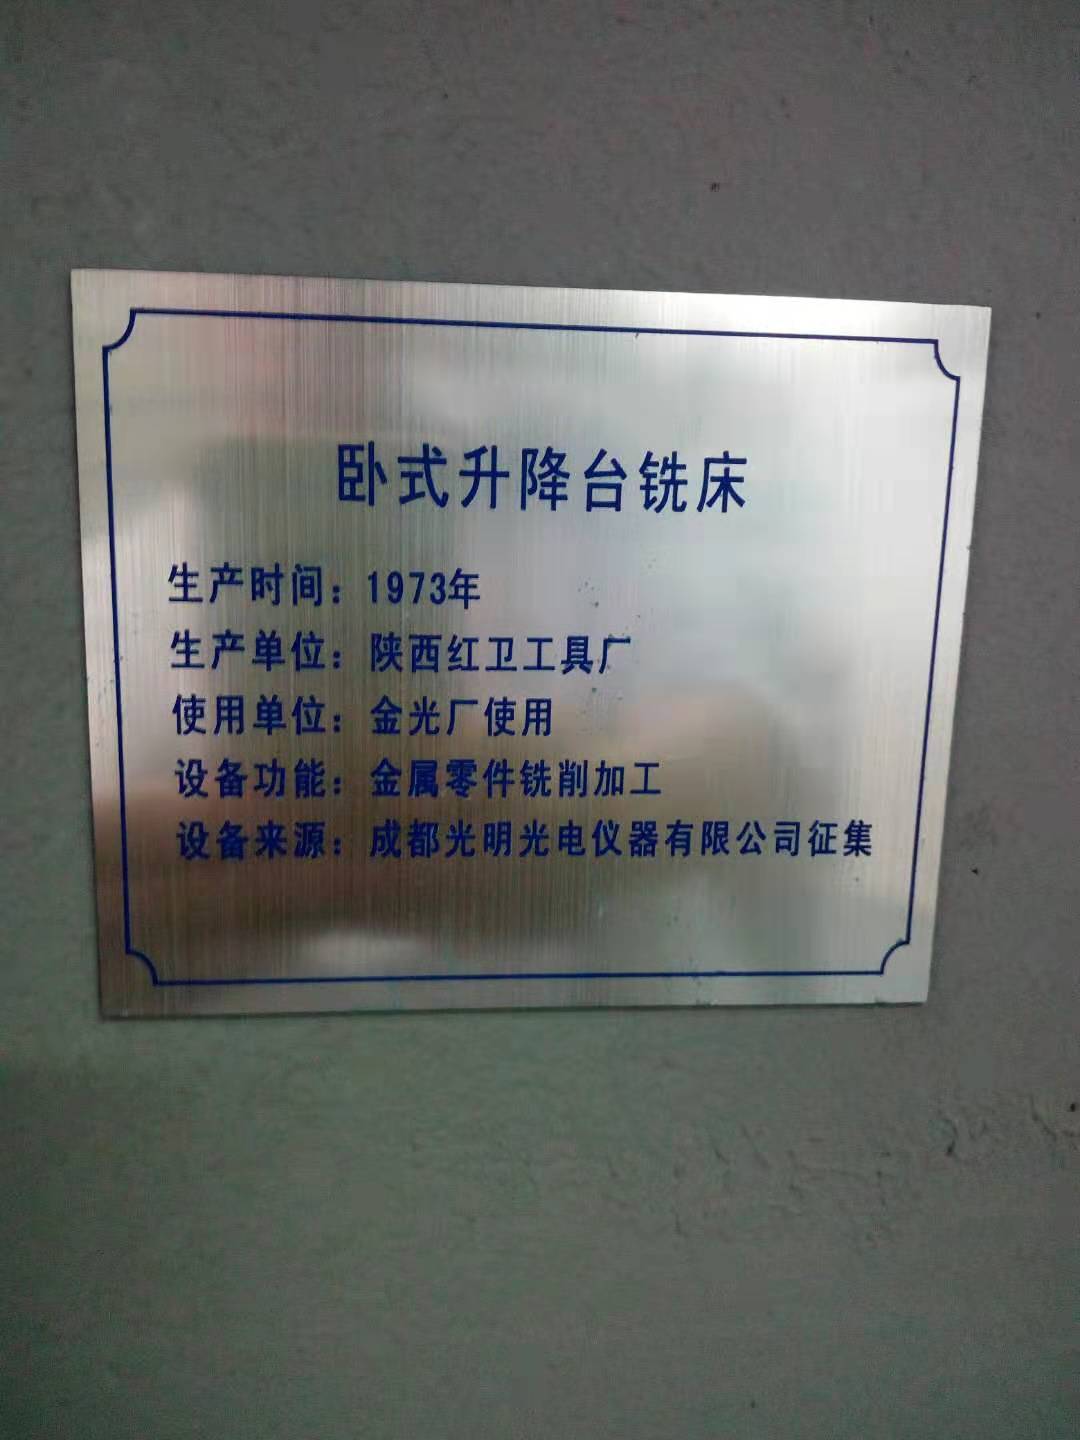 卧式升降台铣床
生产时间：1973年
生产单位：陕西红卫工具厂
使用单位：金光厂使用
设备功能：金属零件铣削加工
设备来源：成都光明光电仪器有限公司征集